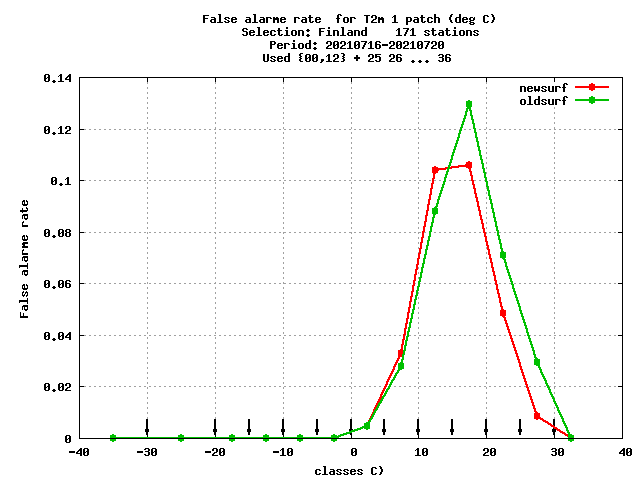 False alarme rate  for T2m 1 patch (deg C)
Selection: Finland    171 stations
Period: 20210716-20210720
Used {00,12} + 25 26 ... 36
newsurf
oldsurf
0.14
0.12
0.1
0.08
0.06
0.04
0.02
0
False alarme rate
-40 -30 -20 -10 0 10 20 30 40
classes C)